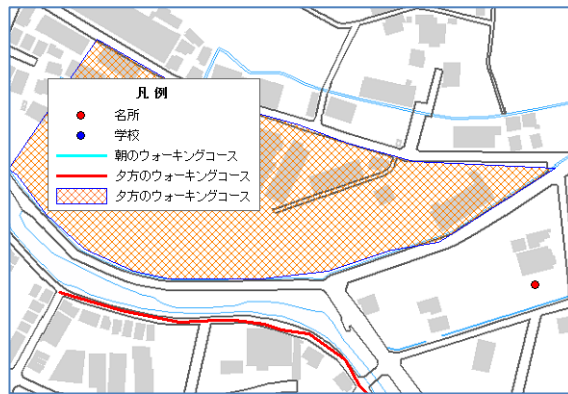 凡 例
名所
学校
朝のウォーキングコース
夕方のウォーキングコース
夕方のウォーキングコース